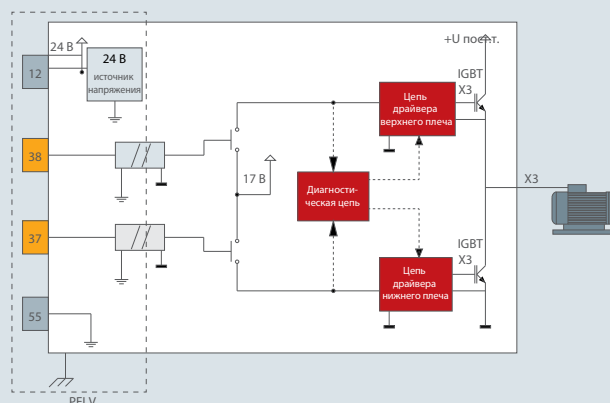 +U пост.
24 В
12
24 В
источник
напряжения
IGBT
X3
Цепь
драйвера
верхнего плеча
38
17 В
Диагности-
ческая цепь
X3
37
IGBT
X3
Цепь
драйвера
нижнего плеча
55
PELV